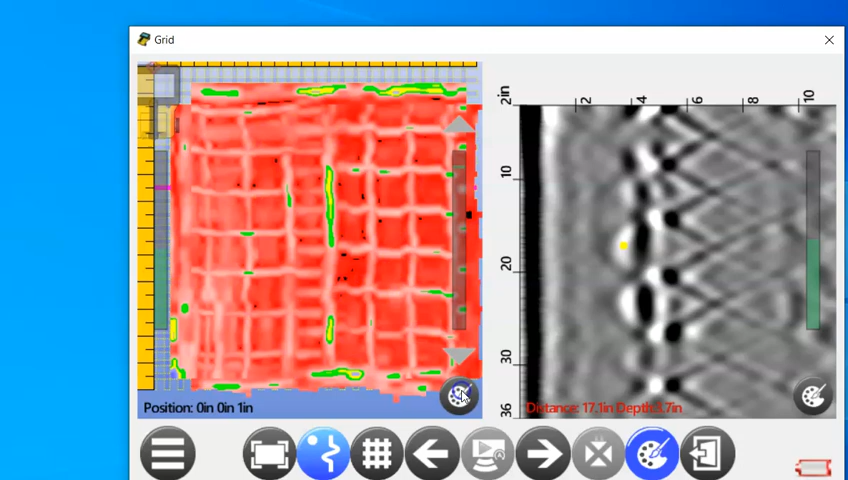 Grid
2in 2 4 6 8 10
10
20
30
36
Position: 0in 0in 1in
Distance: 17.1in Depth:3.7in